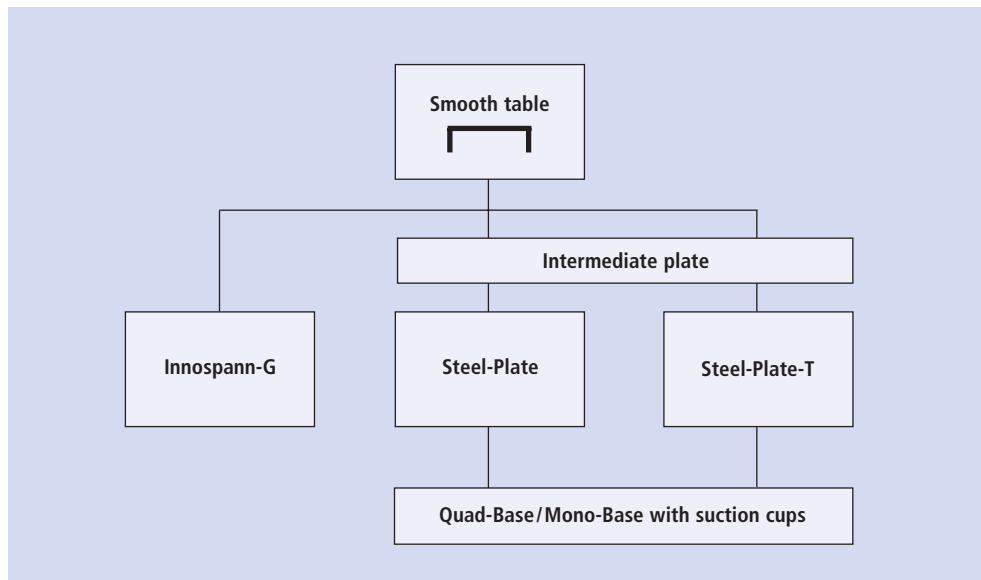 Smooth table
Intermediate plate
Innospann-G
Steel-Plate
Steel-Plate-T
Quad-Base/Mono-Base with suction cups